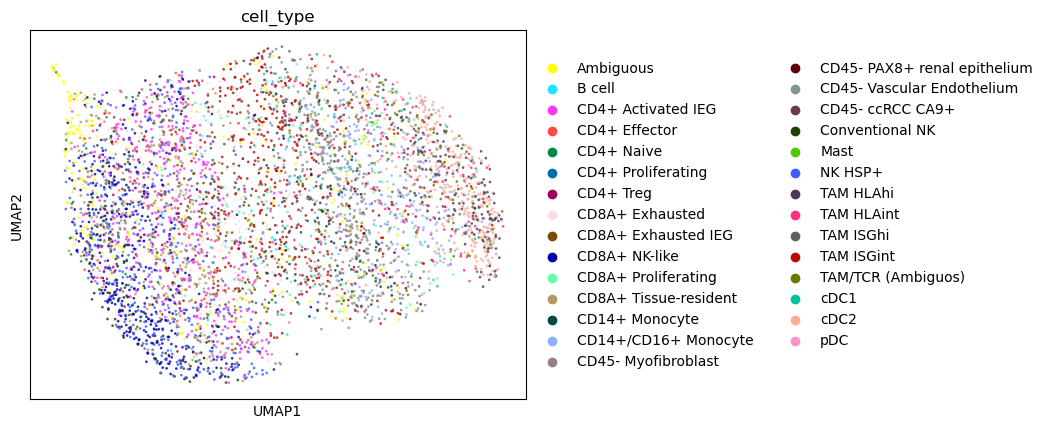 cell_type
UMAP2
UMAP1
Ambiguous
B cell
CD4+ Activated IEG
CD4+ Effector
CD4+ Naive
CD4+ Proliferating
CD4+ Treg
CD8A+ Exhausted
CD8A+ Exhausted IEG
CD8A+ NK-like
CD8A+ Proliferating
CD8A+ Tissue-resident
CD14+ Monocyte
CD14+/CD16+ Monocyte
CD45- Myofibroblast
CD45- PAX8+ renal epithelium
CD45- Vascular Endothelium
CD45- ccRCC CA9+
Conventional NK
Mast
NK HSP+
TAM HLAhi
TAM HLAint
TAM ISGhi
TAM ISGint
TAM/TCR (Ambiguos)
cDC1
cDC2
pDC